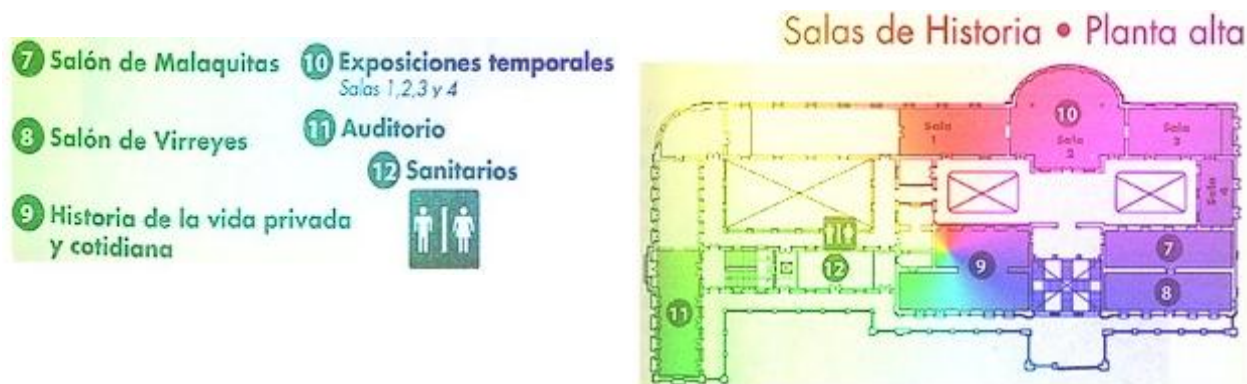 7 Salón de Malaquitas
8 Salón de Virreyes
9 Historia de la vida privada
y cotidiana
10 Exposiciones temporales
Salas 1,2,3 y 4
11 Auditorio
12 Sanitarios
Salas de Historia • Planta alta
Sala
1
10
Sala
2
Sala
3
Sala
4
7
8
9
12
11